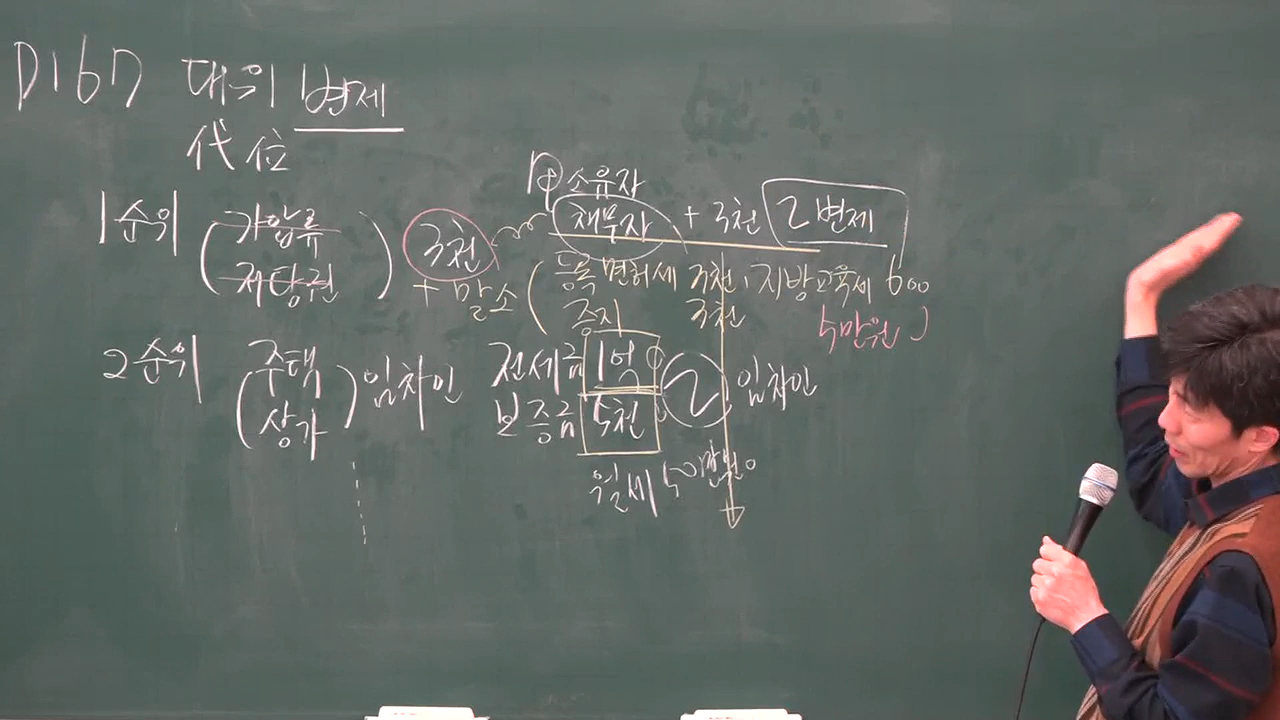 D167 대위 변제
代位
소유자
1순위 (가압류 저당권) 3천 채무자 + 3천 2 변제
+ 말소 (등록면허세 3천, 지방교육세 600
증지 3천 5만원)
2순위 (주택 상가) 임차인 전세금 1억 2 임차인
보증금 5천
월세 50만원